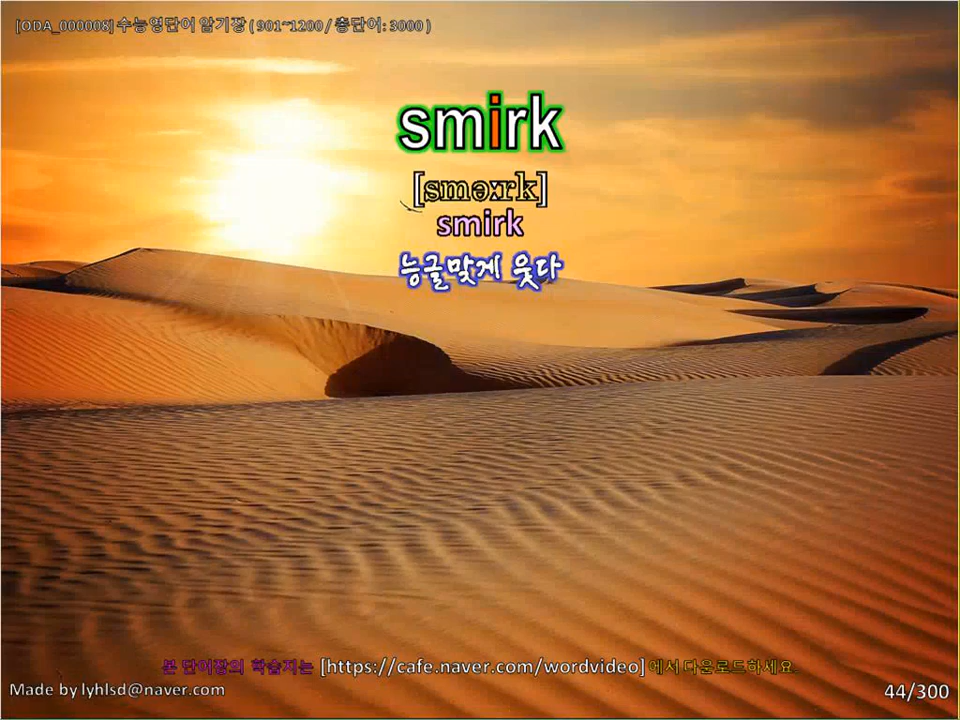 [ODA_000008] 수능영단어 암기장 ( 901~1200 / 총단어: 3000 )
smirk
[sməːrk]
smirk
능글맞게 웃다
본 단어장의 학습지는 [https://cafe.naver.com/wordvideo] 에서 다운로드하세요.
Made by lyhlsd@naver.com
44/300